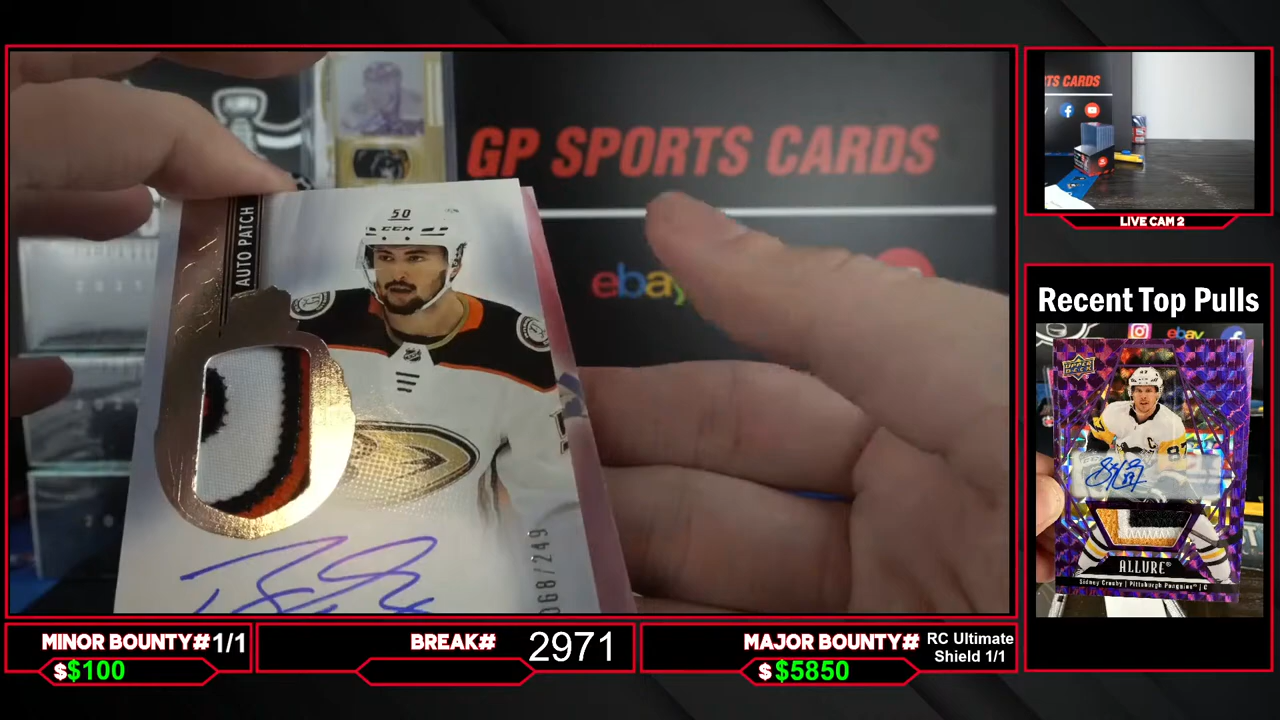 GP SPORTS CARDS
ebay
AUTO PATCH
50
CCM
068/249
TS CARDS
LIVE CAM 2
Recent Top Pulls
ebay
UPPER DECK
87
ALLURE
Sidney Crosby | Pittsburgh Penguins | C
MINOR BOUNTY# 1/1
$$100
BREAK# 2971
MAJOR BOUNTY# RC Ultimate
Shield 1/1
$ $5850